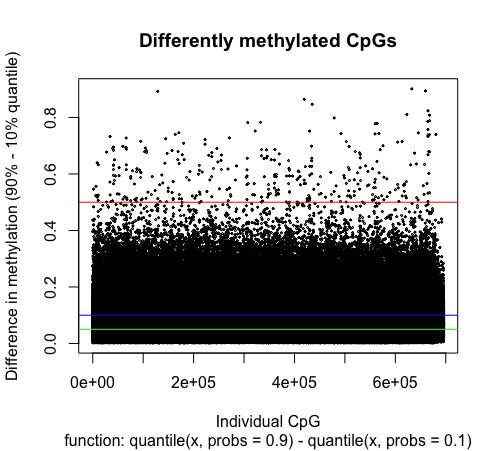 Differently methylated CpGs
Difference in methylation (90% - 10% quantile)
0.8
0.6
0.4
0.2
0.0
0e+00 2e+05 4e+05 6e+05
Individual CpG
function: quantile(x, probs = 0.9) - quantile(x, probs = 0.1)